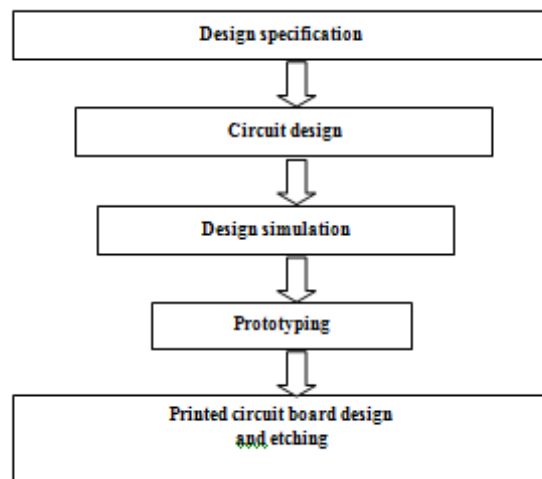 Design specification
Circuit design
Design simulation
Prototyping
Printed circuit board design
and etching